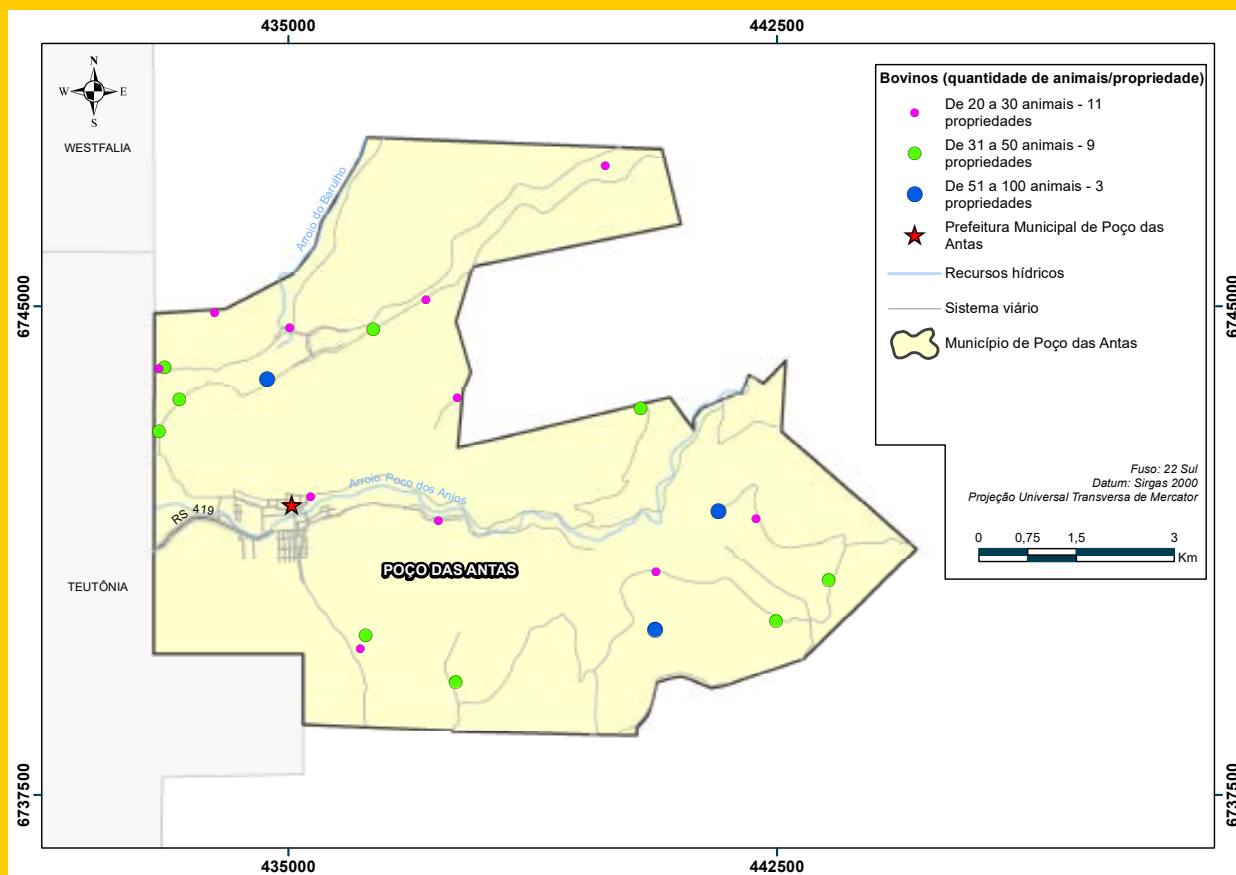 435000
442500
N
W
E
S
WESTFALIA
Bovinos (quantidade de animais/propriedade)
De 20 a 30 animais - 11
propriedades
De 31 a 50 animais - 9
propriedades
De 51 a 100 animais - 3
propriedades
Prefeitura Municipal de Poço das
Antas
Recursos hídricos
Sistema viário
Município de Poço das Antas
Arroio do Barulho
6745000
6745000
Fuso: 22 Sul
Datum: Sirgas 2000
Projeção Universal Transversa de Mercator
0 0,75 1,5 3
Km
Arroio Poco dos Anjos
RS 419
POÇO DAS ANTAS
TEUTÔNIA
6737500
6737500
435000
442500